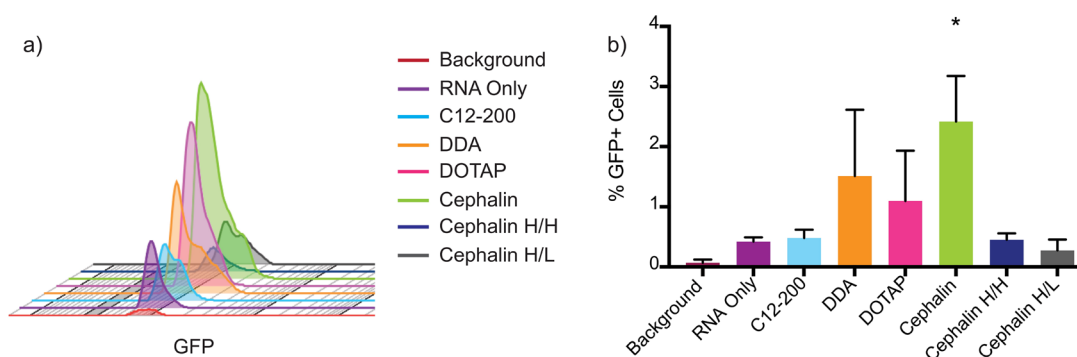 a)
Background
RNA Only
C12-200
DDA
DOTAP
Cephalin
Cephalin H/H
Cephalin H/L
GFP
b)
% GFP+ Cells
4
3
2
1
0
*
Background
RNA Only
C12-200
DDA
DOTAP
Cephalin
Cephalin H/H
Cephalin H/L